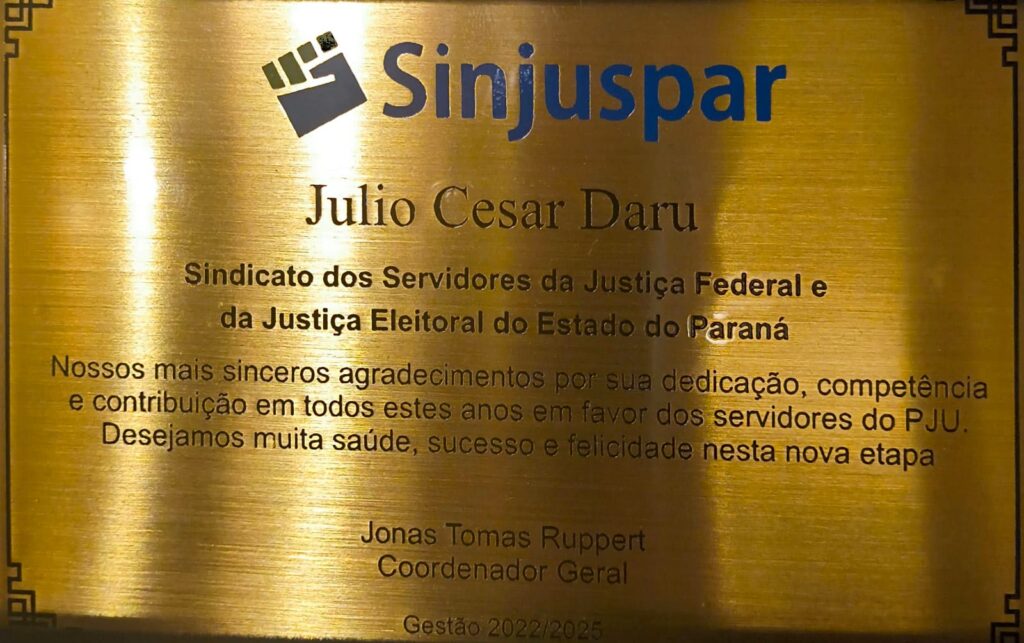 Sinjuspar
Julio Cesar Daru
Sindicato dos Servidores da Justiça Federal e
da Justiça Eleitoral do Estado do Paraná
Nossos mais sinceros agradecimentos por sua dedicação, competência
e contribuição em todos estes anos em favor dos servidores do PJU.
Desejamos muita saúde, sucesso e felicidade nesta nova etapa
Jonas Tomas Ruppert
Coordenador Geral
Gestão 2022/2025